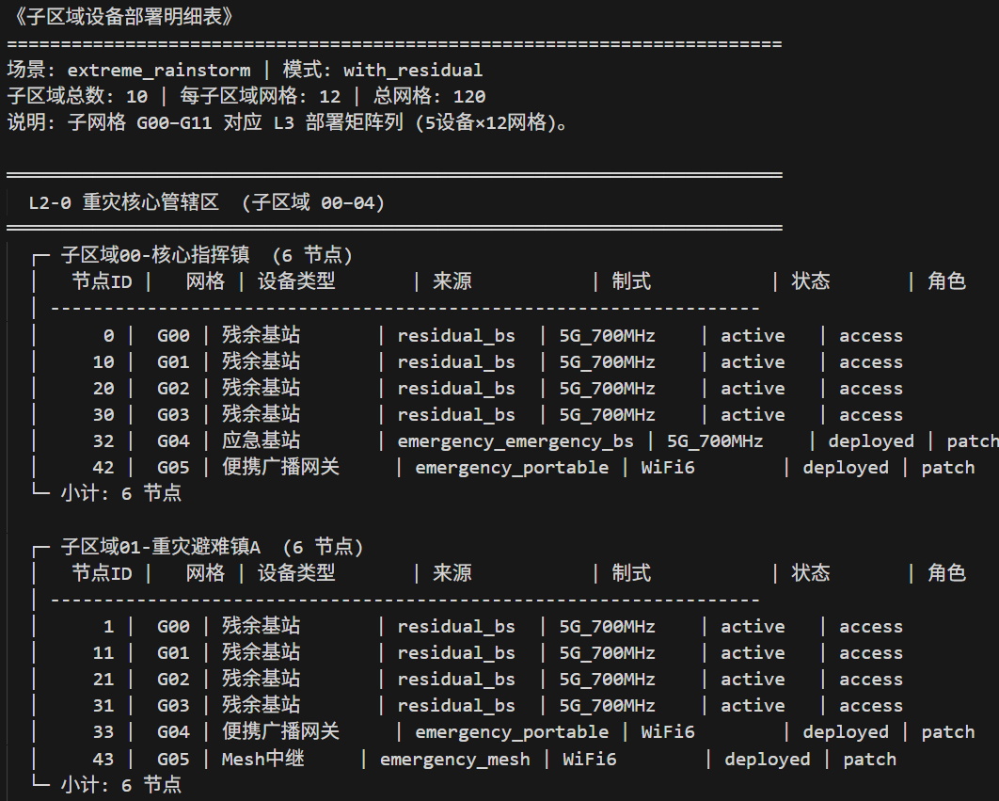 《子区域设备部署明细表》
========================================================================
场景: extreme_rainstorm | 模式: with_residual
子区域总数: 10 | 每子区域网格: 12 | 总网格: 120
说明: 子网格 G00–G11 对应 L3 部署矩阵列 (5设备×12网格)。
════════════════════════════════════════════════════════════════════════
L2-0 重灾核心管辖区 (子区域 00–04)
════════════════════════════════════════════════════════════════════════
┌─ 子区域00-核心指挥镇 (6 节点)
│ 节点ID | 网格 | 设备类型 | 来源 | 制式 | 状态 | 角色
│ ------------------------------------------------------------------
│ 0 | G00 | 残余基站 | residual_bs | 5G_700MHz | active | access
│ 10 | G01 | 残余基站 | residual_bs | 5G_700MHz | active | access
│ 20 | G02 | 残余基站 | residual_bs | 5G_700MHz | active | access
│ 30 | G03 | 残余基站 | residual_bs | 5G_700MHz | active | access
│ 32 | G04 | 应急基站 | emergency_emergency_bs | 5G_700MHz | deployed | patch
│ 42 | G05 | 便携广播网关 | emergency_portable | WiFi6 | deployed | patch
└─ 小计: 6 节点
┌─ 子区域01-重灾避难镇A (6 节点)
│ 节点ID | 网格 | 设备类型 | 来源 | 制式 | 状态 | 角色
│ ------------------------------------------------------------------
│ 1 | G00 | 残余基站 | residual_bs | 5G_700MHz | active | access
│ 11 | G01 | 残余基站 | residual_bs | 5G_700MHz | active | access
│ 21 | G02 | 残余基站 | residual_bs | 5G_700MHz | active | access
│ 31 | G03 | 残余基站 | residual_bs | 5G_700MHz | active | access
│ 33 | G04 | 便携广播网关 | emergency_portable | WiFi6 | deployed | patch
│ 43 | G05 | Mesh中继 | emergency_mesh | WiFi6 | deployed | patch
└─ 小计: 6 节点